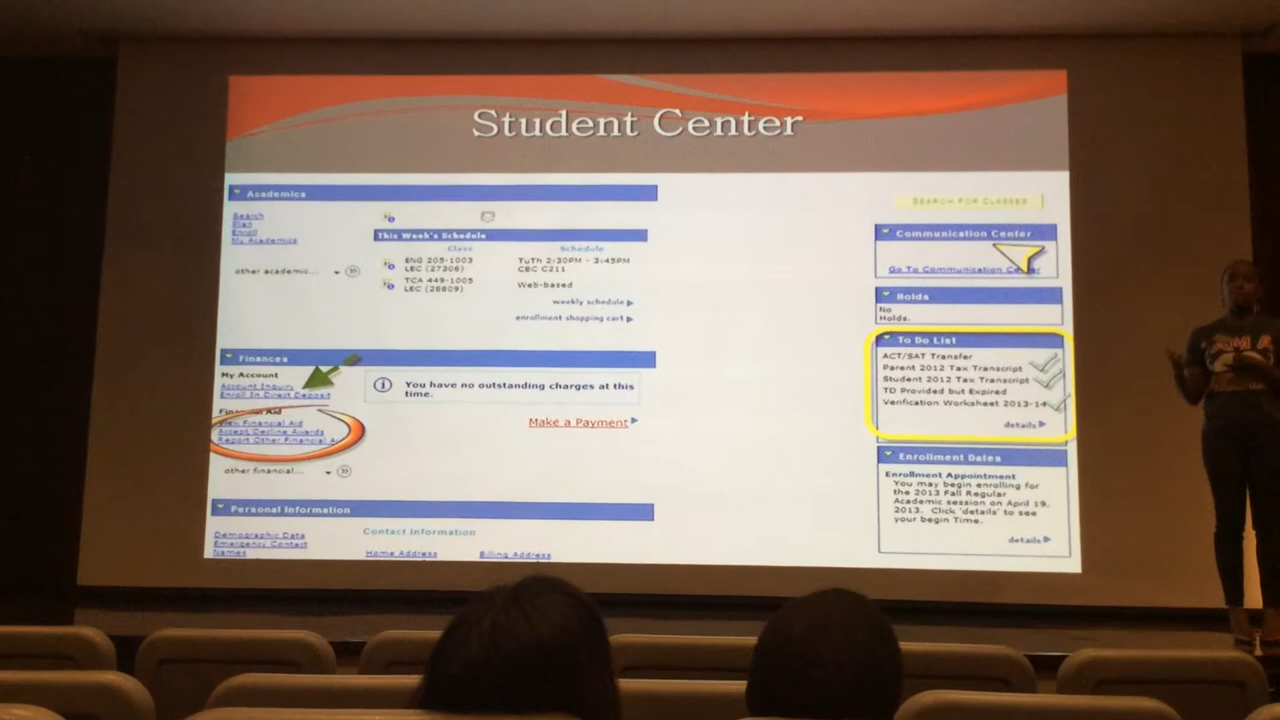 Student Center
Academics
Search
Plan
Enroll
My Academics
other academic...
This Week's Schedule
Class
Schedule
ENG 205-1003
LEC (27306)
TuTh 2:30PM - 3:45PM
CBC C211
TCA 449-1005
LEC (28809)
Web-based
weekly schedule
enrollment shopping cart
Finances
My Account
Account Inquiry
Enroll In Direct Deposit
Financial Aid
View Financial Aid
Accept/Decline Awards
Report Other Financial
other financial...
You have no outstanding charges at this
time.
Make a Payment
Personal Information
Demographic Data
Emergency Contact
Names
Contact Information
Home Address
Billing Address
SEARCH FOR CLASSES
Communication Center
Go To Communication
Holds
No
Holds.
To Do List
ACT/SAT Transfer
Parent 2012 Tax Transcript
Student 2012 Tax Transcript
TD Provided but Expired
Verification Worksheet 2013-14
details
Enrollment Dates
Enrollment Appointment
You may begin enrolling for
the 2013 Fall Regular
Academic session on April 19,
2013. Click 'details' to see
your begin Time.
details